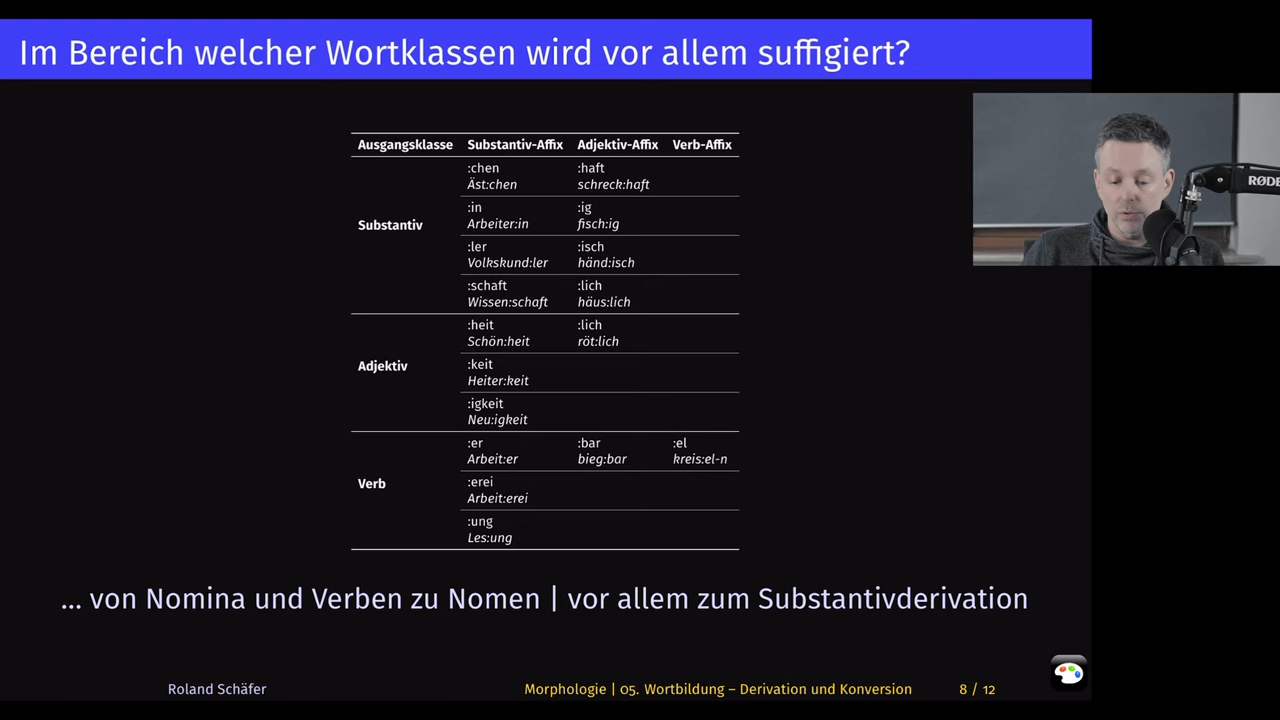 Im Bereich welcher Wortklassen wird vor allem suffigiert?
Ausgangsklasse Substantiv-Affix Adjektiv-Affix Verb-Affix
:chen :haft
Äst:chen schreck:haft
:in :ig
Substantiv
Arbeiter:in fisch:ig
:ler :isch
Volkskund:ler händ:isch
:schaft :lich
Wissen:schaft häus:lich
:heit :lich
Schön:heit röt:lich
:keit
Adjektiv
Heiter:keit
:igkeit
Neu:igkeit
:er :bar :el
Arbeit:er bieg:bar kreis:el-n
:erei
Verb
Arbeit:erei
:ung
Les:ung
... von Nomina und Verben zu Nomen | vor allem zum Substantivderivation
Roland Schäfer Morphologie | 05. Wortbildung – Derivation und Konversion 8 / 12
RØDE